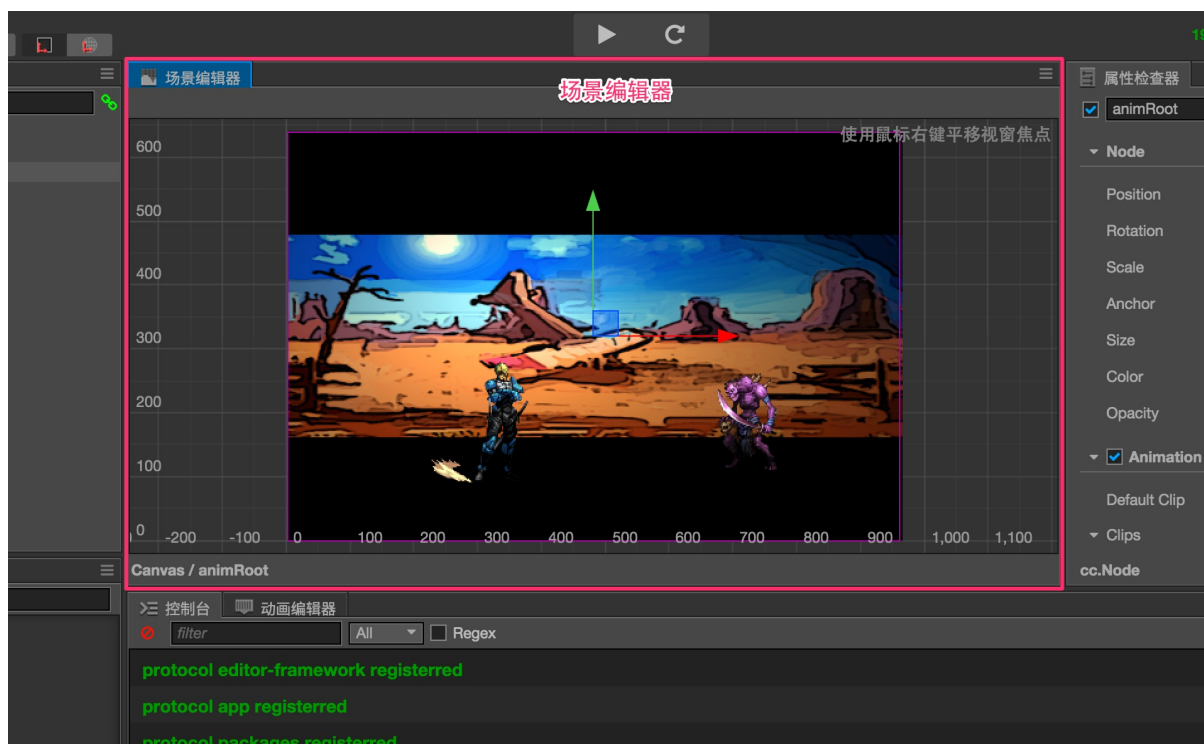 19
场景编辑器
场景编辑器
属性检查器
animRoot
使用鼠标右键平移视窗焦点
600
Node
Position
500
Rotation
400
Scale
Anchor
300
Size
Color
200
Opacity
100
Animation
Default Clip
0 -200 -100 0 100 200 300 400 500 600 700 800 900 1,000 1,100
Clips
Canvas / animRoot
cc.Node
控制台 动画编辑器
filter All Regex
protocol editor-framework registerred
protocol app registerred
protocol packages registerred